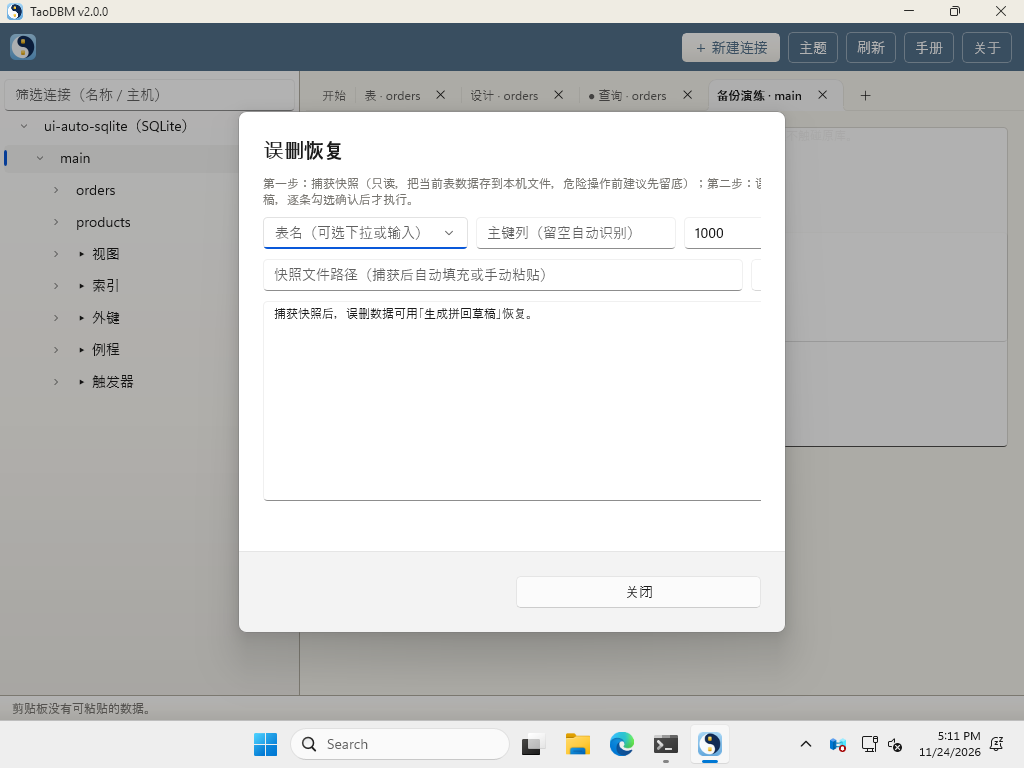 TaoDBM v2.0.0
+ 新建连接
主题
刷新
手册
关于
筛选连接（名称 / 主机）
开始
表 · orders
设计 · orders
● 查询 · orders
备份演练 · main
ui-auto-sqlite（SQLite）
main
orders
products
视图
索引
外键
例程
触发器
误删恢复
第一步：捕获快照（只读，把当前表数据存到本机文件，危险操作前建议先留底）；第二步：
稿，逐条勾选确认后才执行。
表名（可选下拉或输入）
主键列（留空自动识别）
1000
快照文件路径（捕获后自动填充或手动粘贴）
捕获快照后，误删数据可用「生成拼回草稿」恢复。
关闭
剪贴板没有可粘贴的数据。
Search
5:11 PM
11/24/2026